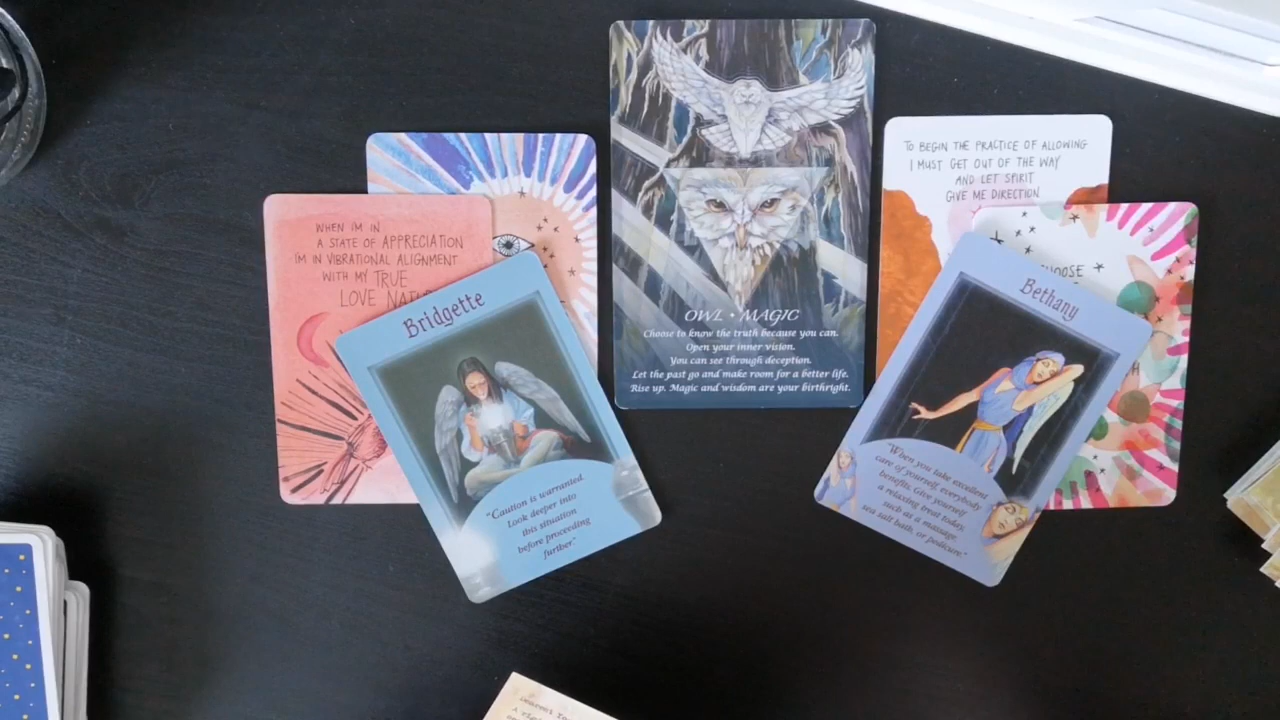 WHEN I'M IN
A STATE OF APPRECIATION
I'M IN VIBRATIONAL ALIGNMENT
WITH MY TRUE
LOVE
Bridgette
"Caution is warranted.
Look deeper into
this situation
before proceeding
further."
OWL • MAGIC
Choose to know the truth because you can.
Open your inner vision.
You can see through deception.
Let the past go and make room for a better life.
Rise up. Magic and wisdom are your birthright.
TO BEGIN THE PRACTICE OF ALLOWING
I MUST GET OUT OF THE WAY
AND LET SPIRIT
GIVE ME DIRECTION
Bethany
"When you take excellent
care of yourself, everybody
benefits. Give yourself
a relaxing treat today,
such as a massage,
sea salt bath, or pedicure."